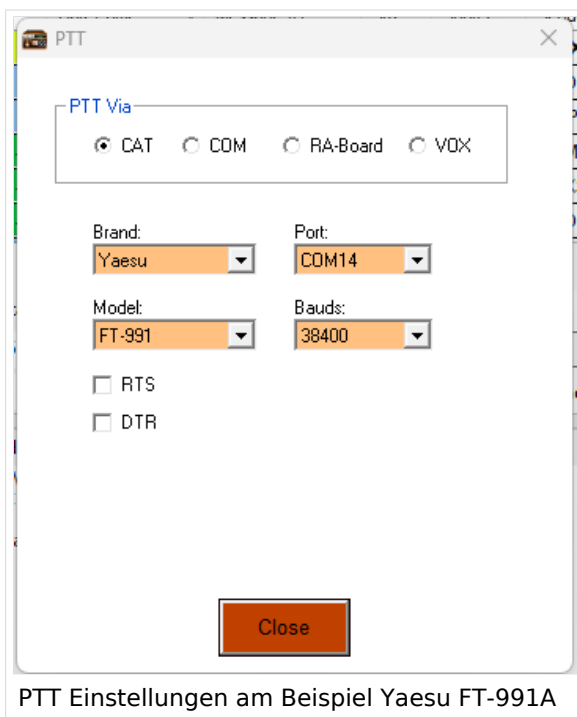 PTT
PTT Via
CAT COM RA-Board VOX
Brand: Port:
Yaesu COM14
Model: Bauds:
FT-991 38400
RTS
DTR
Close
PTT Einstellungen am Beispiel Yaesu FT-991A